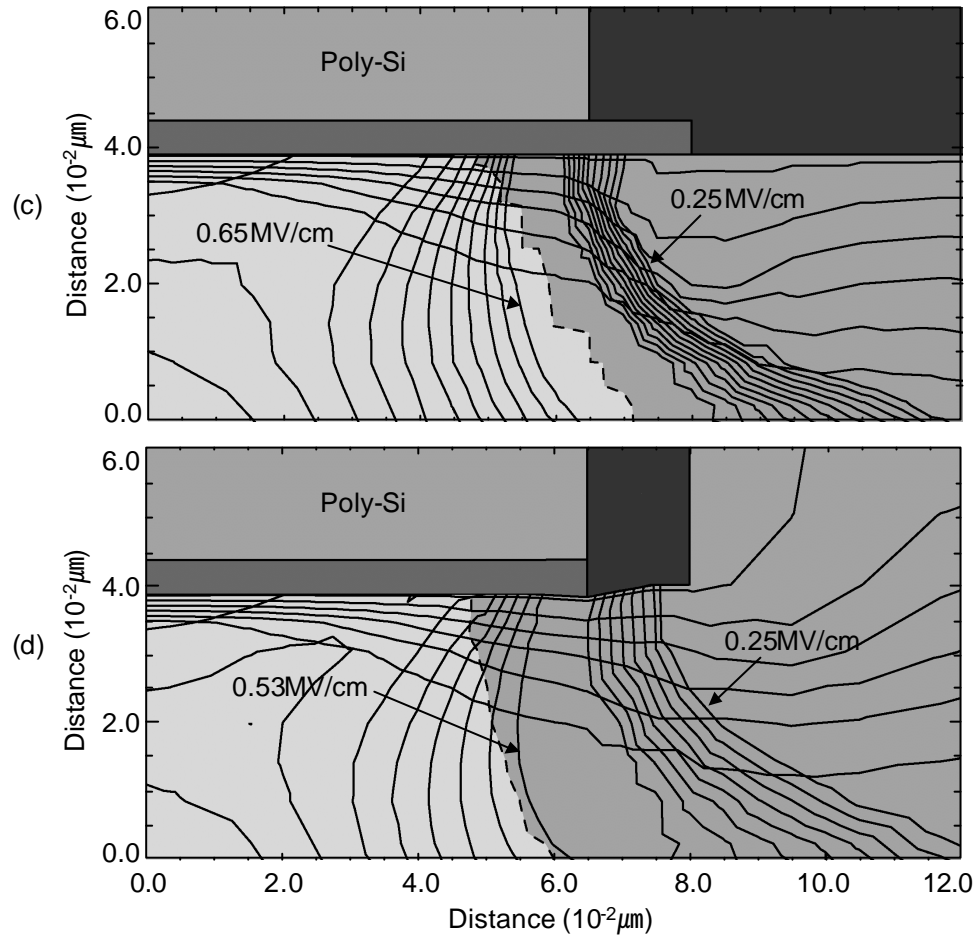 6.0
Poly-Si
4.0
0.25MV/cm
(c)
0.65MV/cm
2.0
0.0
Distance (10⁻²㎛)
6.0
Poly-Si
4.0
0.25MV/cm
(d)
0.53MV/cm
2.0
0.0
Distance (10⁻²㎛)
0.0 2.0 4.0 6.0 8.0 10.0 12.0
Distance (10⁻²㎛)